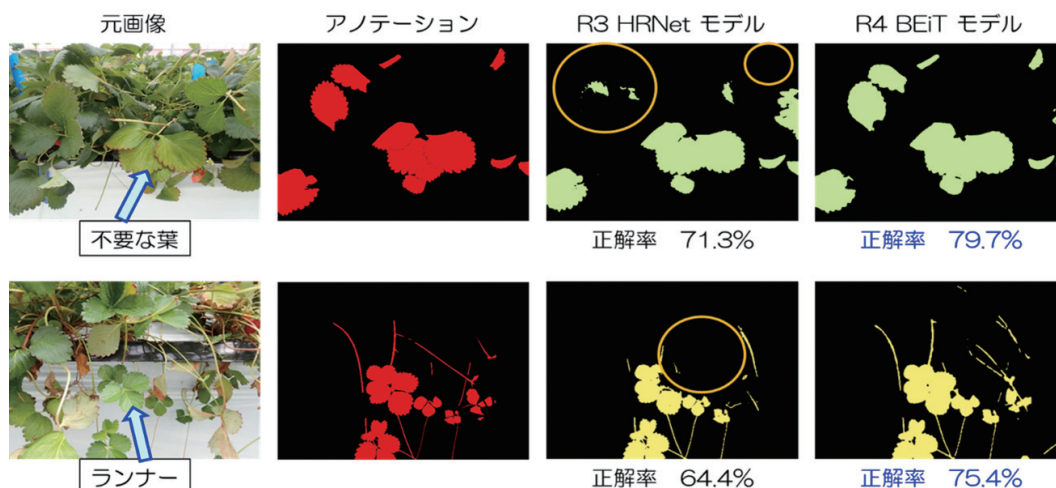 元画像
アノテーション
R3 HRNet モデル
R4 BEiT モデル
不要な葉
正解率 71.3%
正解率 79.7%
ランナー
正解率 64.4%
正解率 75.4%